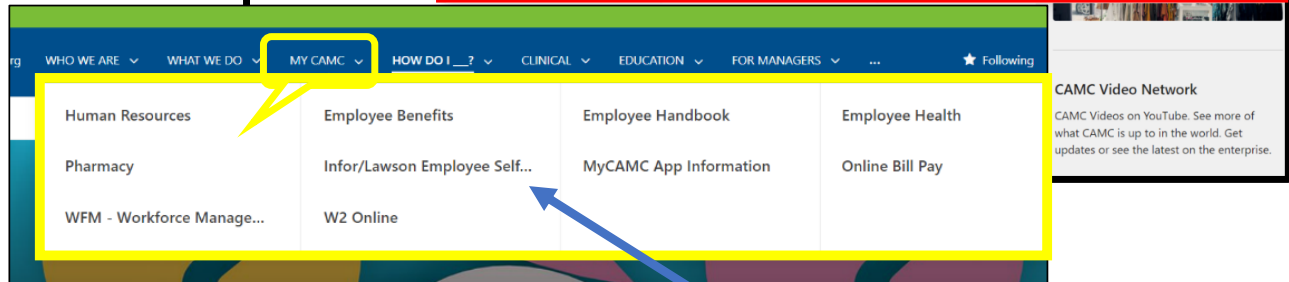 rg WHO WE ARE WHAT WE DO MY CAMC HOW DO I __? CLINICAL EDUCATION FOR MANAGERS ... Following
Human Resources Employee Benefits Employee Handbook Employee Health
Pharmacy Infor/Lawson Employee Self... MyCAMC App Information Online Bill Pay
WFM - Workforce Manage... W2 Online
CAMC Video Network
CAMC Videos on YouTube. See more of
what CAMC is up to in the world. Get
updates or see the latest on the enterprise.